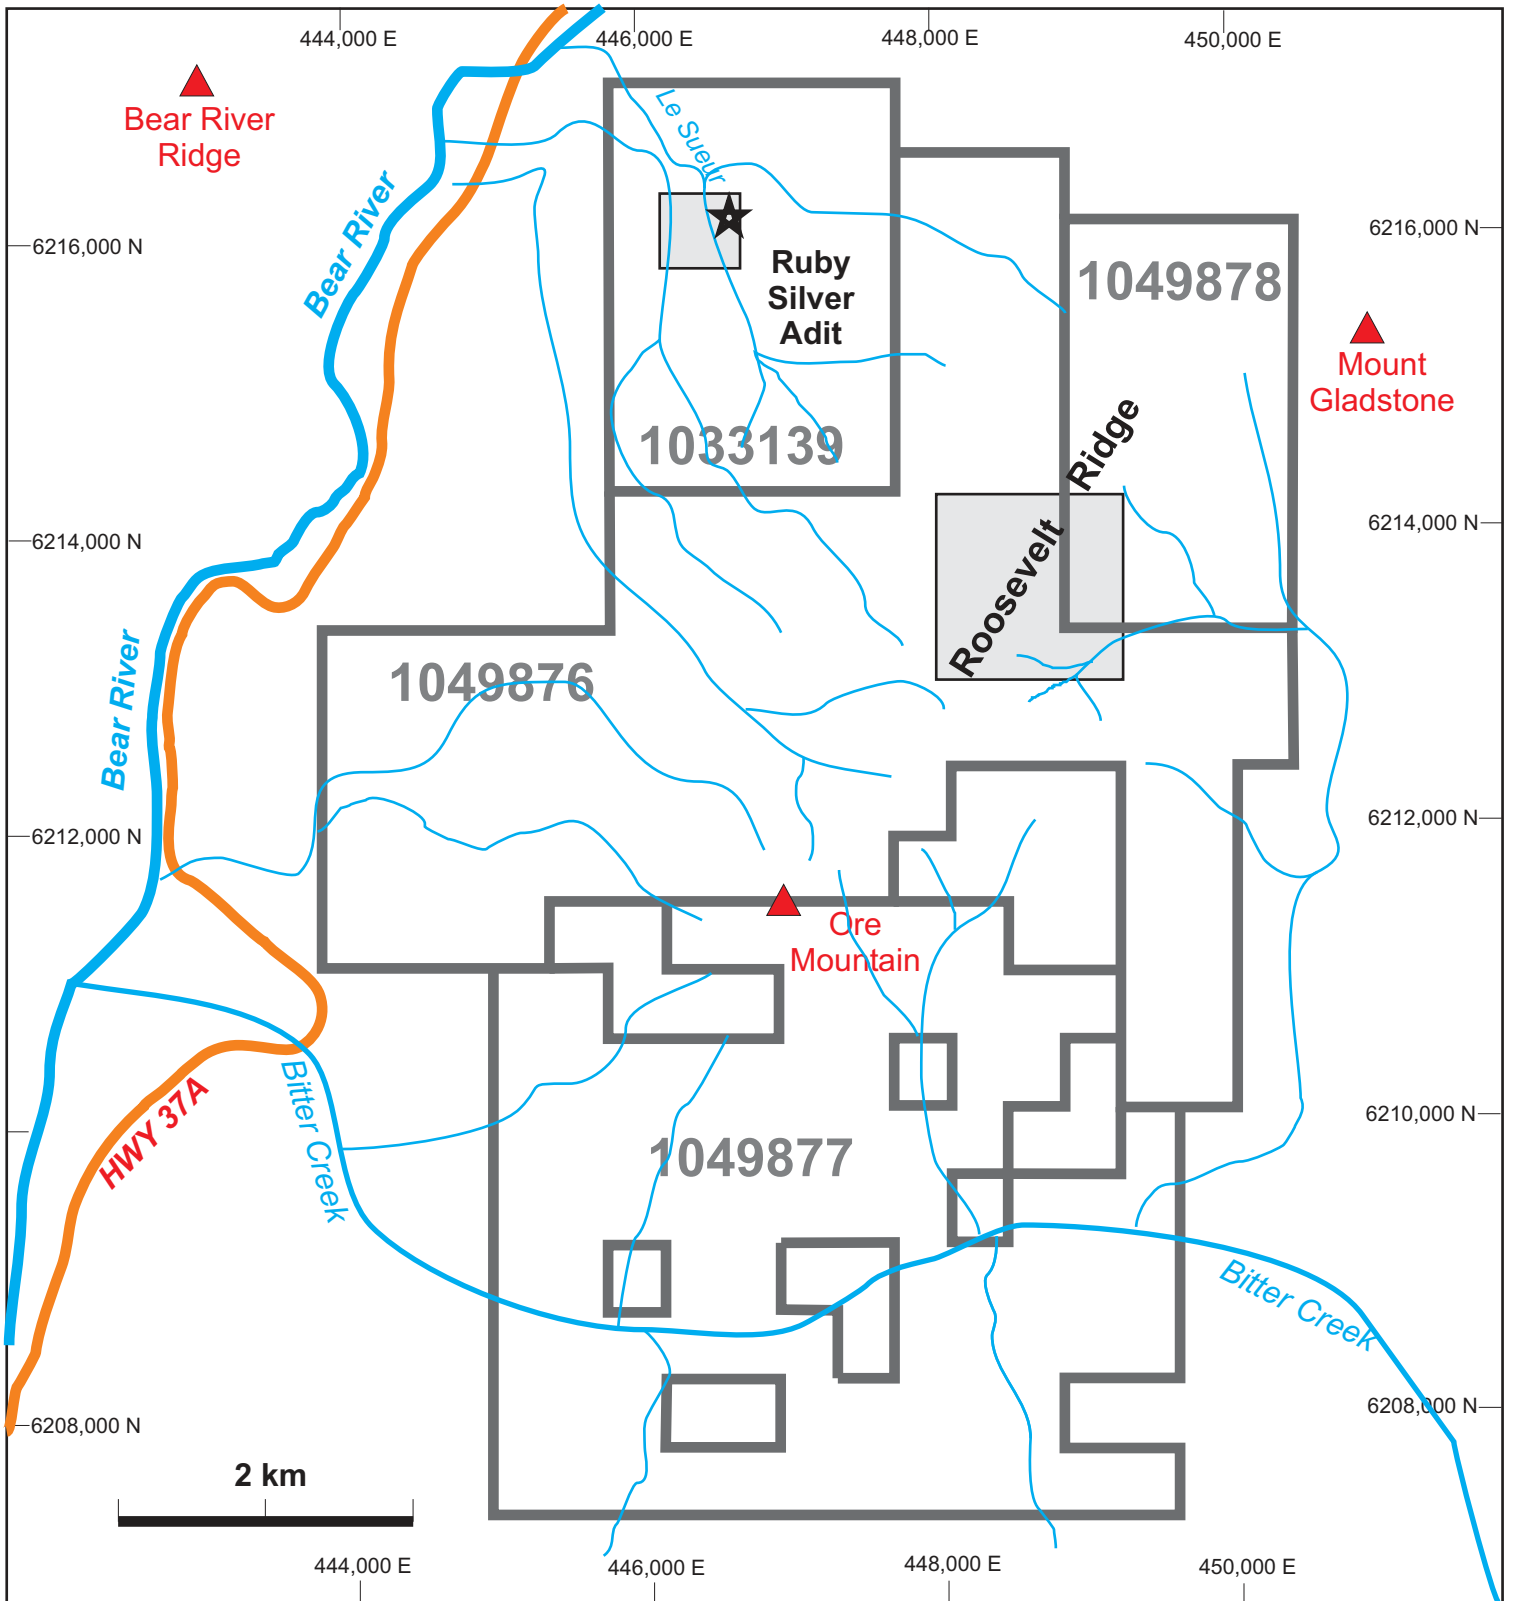 444,000 E
446,000 E
448,000 E
450,000 E
Bear River
Ridge
Le Sueur
Bear River
6216,000 N
6216,000 N
Ruby
Silver
Adit
1049878
Mount
Gladstone
1033139
Roosevelt Ridge
6214,000 N
6214,000 N
1049876
Bear River
6212,000 N
6212,000 N
Ore
Mountain
HWY 37A
Bitter Creek
6210,000 N
1049877
Bitter Creek
6208,000 N
6208,000 N
2 km
444,000 E
446,000 E
448,000 E
450,000 E